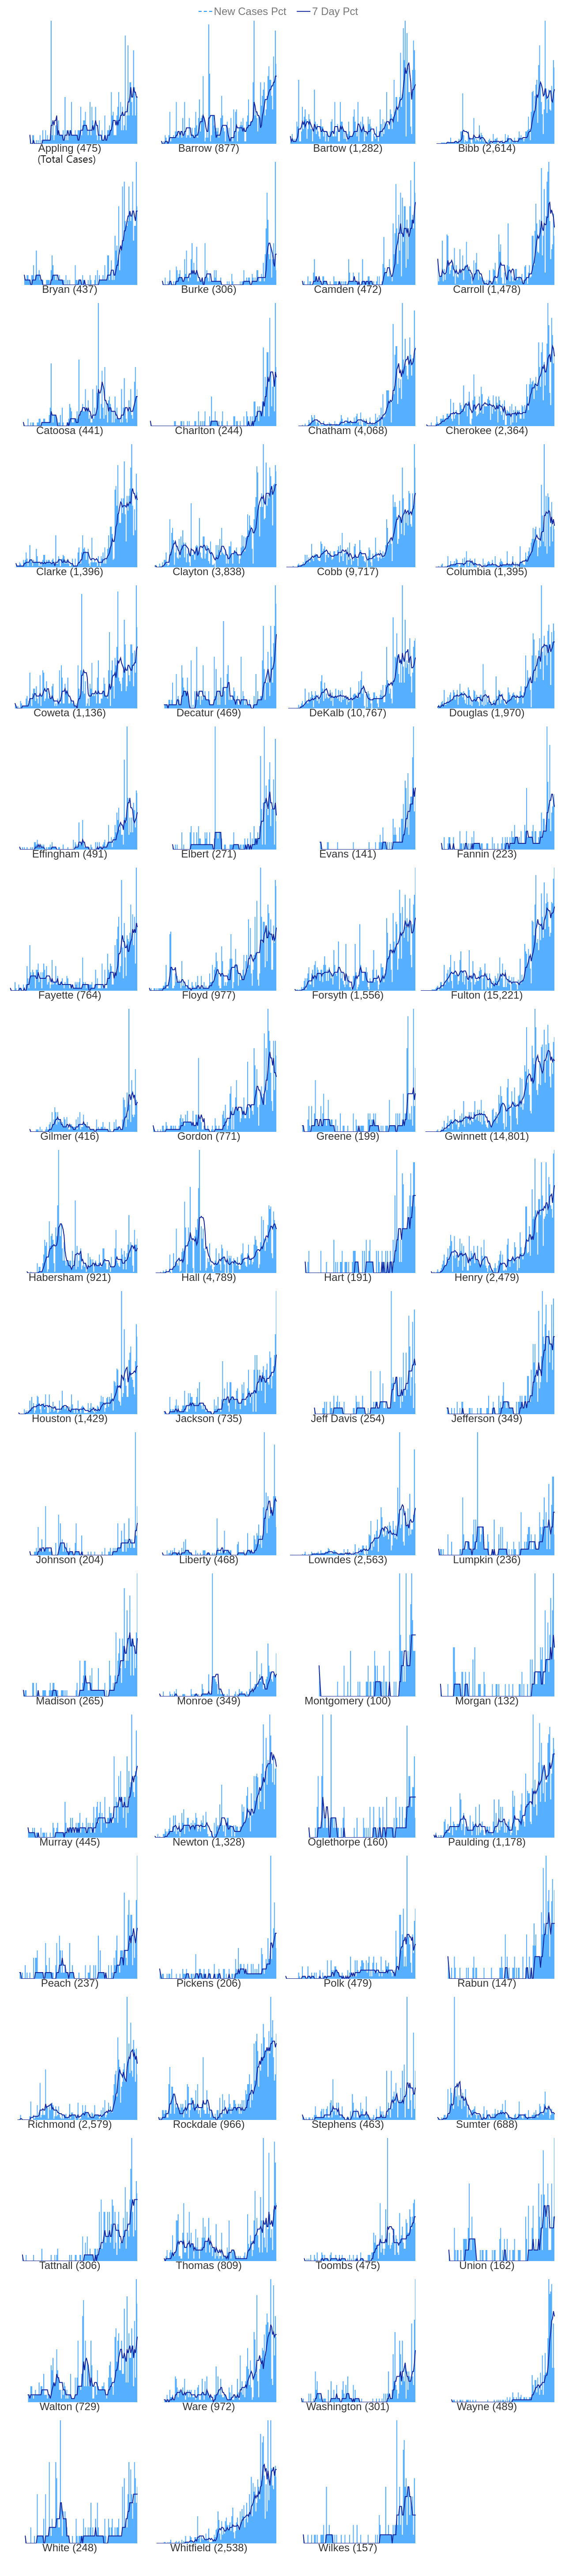 New Cases Pct 7 Day Pct
Appling (475) Barrow (877) Bartow (1,282) Bibb (2,614)
(Total Cases)
Bryan (437) Burke (306) Camden (472) Carroll (1,478)
Catoosa (441) Charlton (244) Chatham (4,068) Cherokee (2,364)
Clarke (1,396) Clayton (3,838) Cobb (9,717) Columbia (1,395)
Coweta (1,136) Decatur (469) DeKalb (10,767) Douglas (1,970)
Effingham (491) Elbert (271) Evans (141) Fannin (223)
Fayette (764) Floyd (977) Forsyth (1,556) Fulton (15,221)
Gilmer (416) Gordon (771) Greene (199) Gwinnett (14,801)
Habersham (921) Hall (4,789) Hart (191) Henry (2,479)
Houston (1,429) Jackson (735) Jeff Davis (254) Jefferson (349)
Johnson (204) Liberty (468) Lowndes (2,563) Lumpkin (236)
Madison (265) Monroe (349) Montgomery (100) Morgan (132)
Murray (445) Newton (1,328) Oglethorpe (160) Paulding (1,178)
Peach (237) Pickens (206) Polk (479) Rabun (147)
Richmond (2,579) Rockdale (966) Stephens (463) Sumter (688)
Tattnall (306) Thomas (809) Toombs (475) Union (162)
Walton (729) Ware (972) Washington (301) Wayne (489)
White (248) Whitfield (2,538) Wilkes (157)